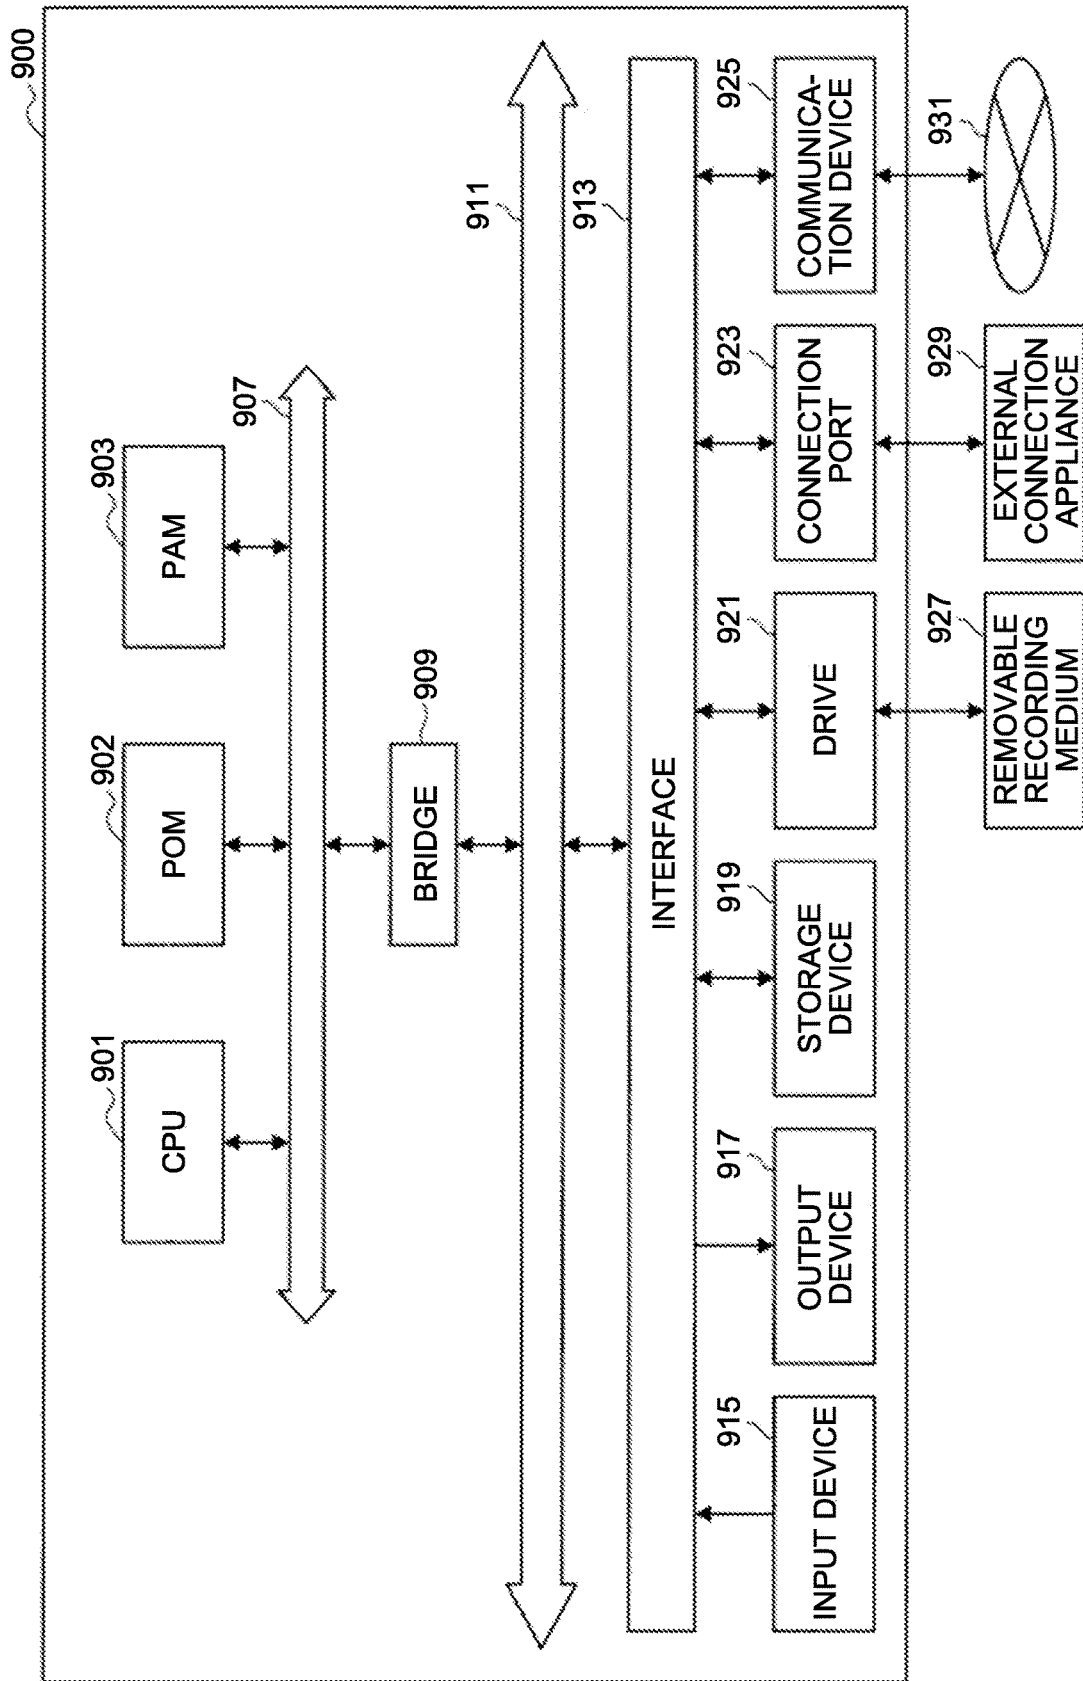 900
901
CPU
902
POM
903
PAM
907
BRIDGE
909
911
913
INTERFACE
915
INPUT DEVICE
917
OUTPUT
DEVICE
919
STORAGE
DEVICE
921
DRIVE
923
CONNECTION
PORT
925
COMMUNICA-
TION DEVICE
927
REMOVABLE
RECORDING
MEDIUM
929
EXTERNAL
CONNECTION
APPLIANCE
931